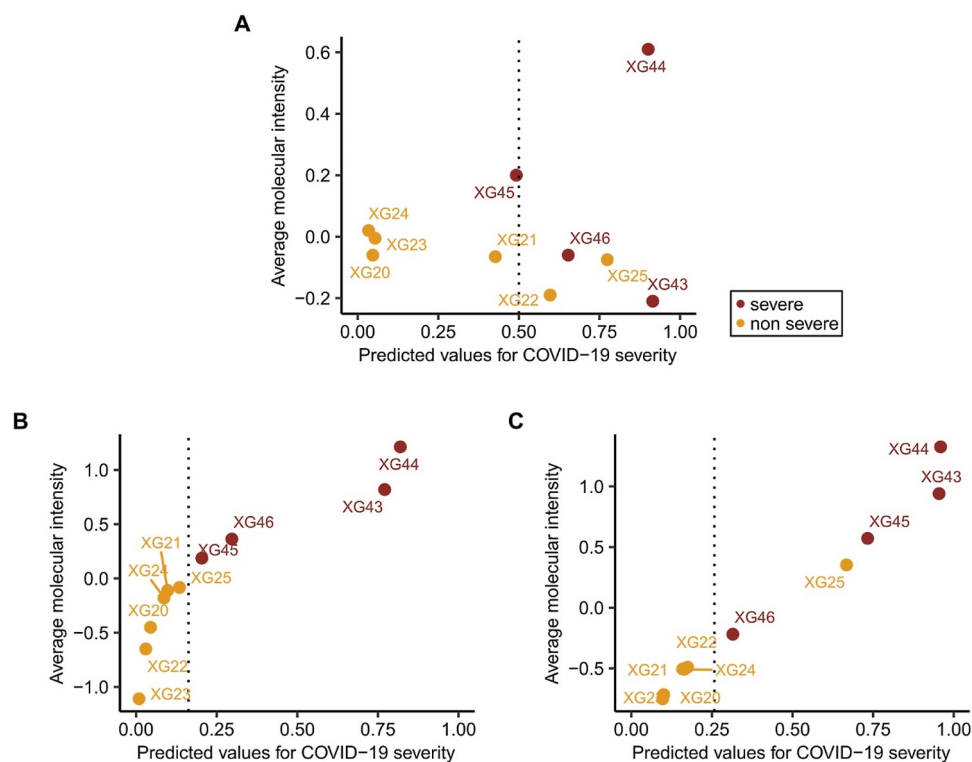 A
Average molecular intensity
0.6
0.4
0.2
0.0
−0.2
XG44
XG45
XG24
XG23
XG20
XG21
XG46
XG25
XG22
XG43
0.00
0.25
0.50
0.75
1.00
Predicted values for COVID−19 severity
severe
non severe
B
Average molecular intensity
1.0
0.5
0.0
−0.5
−1.0
XG44
XG43
XG46
XG21
XG45
XG24
XG25
XG20
XG22
XG23
0.00
0.25
0.50
0.75
1.00
Predicted values for COVID−19 severity
C
Average molecular intensity
1.0
0.5
0.0
−0.5
XG44
XG43
XG45
XG25
XG46
XG22
XG21
XG24
XG20
0.00
0.25
0.50
0.75
1.00
Predicted values for COVID−19 severity